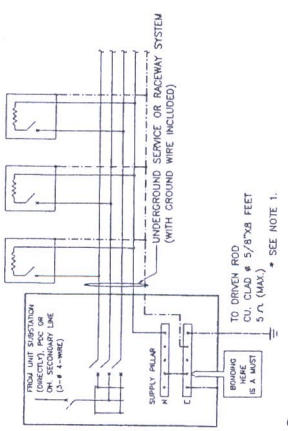 FROM UNIT SUBSTATION
(DIRECTLY), PDC OR
OH. SECONDARY LINE
(3-ø 4-WIRE)
SUPPLY PILLAR
N
E
BONDING
HERE
IS A MUST
UNDERGROUND SERVICE OR RACEWAY SYSTEM
(WITH GROUND WIRE INCLUDED)
TO DRIVEN ROD
CU. CLAD ø 5/8"X8 FEET
5 Ω (MAX.)
* SEE NOTE 1.